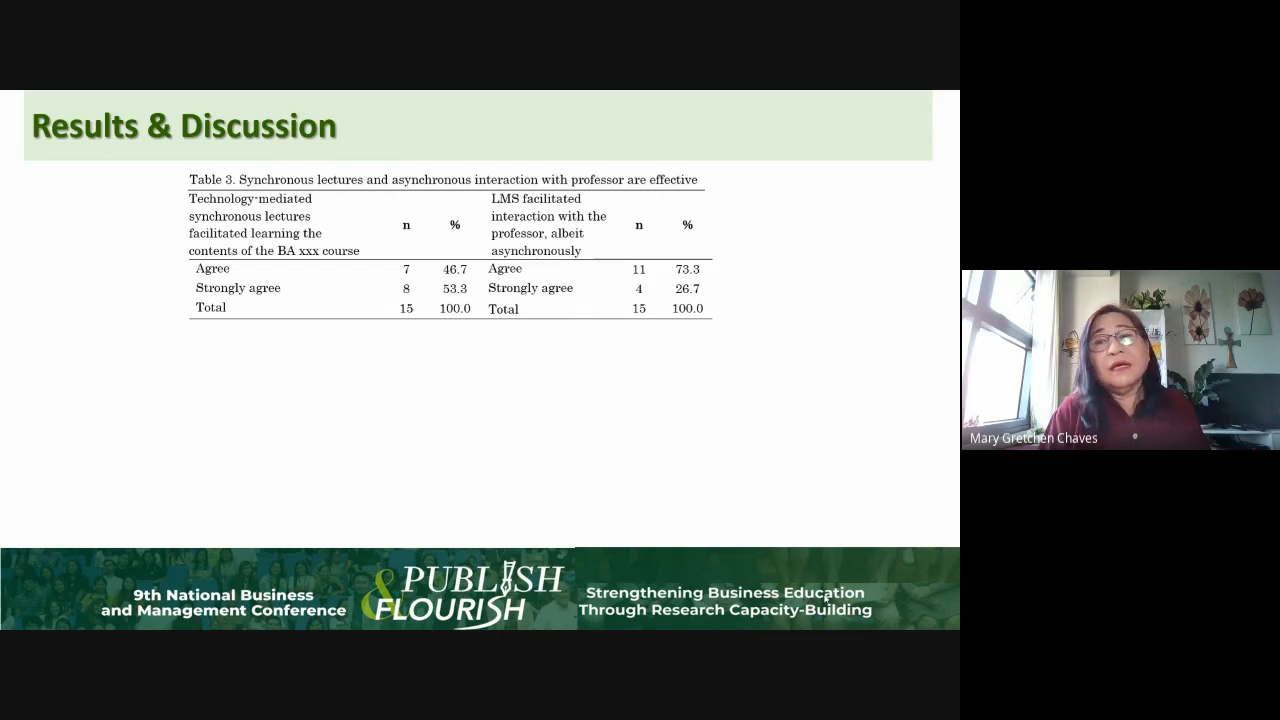 Results & Discussion
Table 3. Synchronous lectures and asynchronous interaction with professor are effective
Technology-mediated
synchronous lectures
facilitated learning the
contents of the BA xxx course
n
%
LMS facilitated
interaction with the
professor, albeit
asynchronously
n
%
Agree 7 46.7 Agree 11 73.3
Strongly agree 8 53.3 Strongly agree 4 26.7
Total 15 100.0 Total 15 100.0
Mary Gretchen Chaves
9th National Business
and Management Conference
PUBLISH
& FLOURISH
Strengthening Business Education
Through Research Capacity-Building